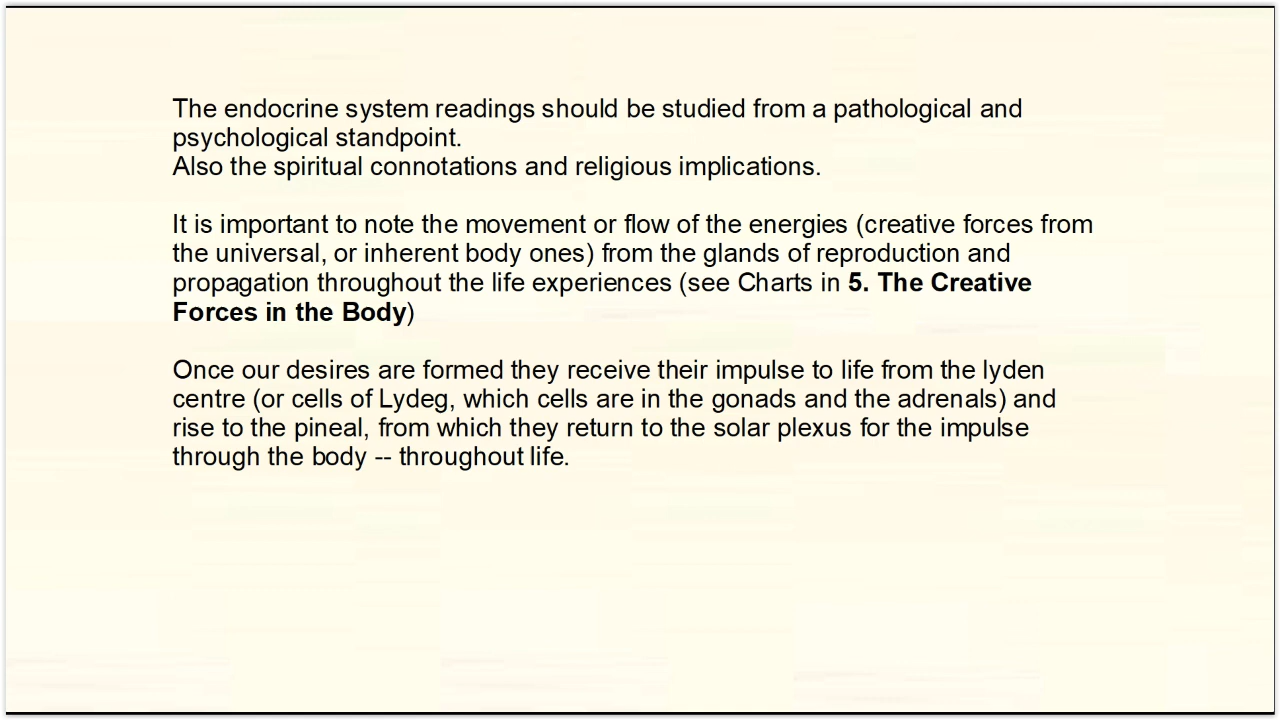 The endocrine system readings should be studied from a pathological and
psychological standpoint.
Also the spiritual connotations and religious implications.
It is important to note the movement or flow of the energies (creative forces from
the universal, or inherent body ones) from the glands of reproduction and
propagation throughout the life experiences (see Charts in 5. The Creative
Forces in the Body)
Once our desires are formed they receive their impulse to life from the lyden
centre (or cells of Lydeg, which cells are in the gonads and the adrenals) and
rise to the pineal, from which they return to the solar plexus for the impulse
through the body -- throughout life.